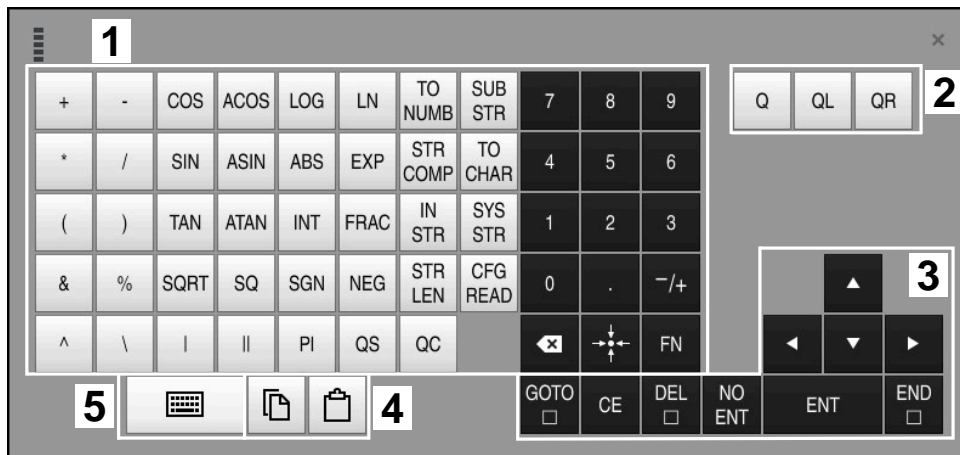 1
×
+ - COS ACOS LOG LN TO NUMB SUB STR 7 8 9 Q QL QR 2
* / SIN ASIN ABS EXP STR COMP TO CHAR 4 5 6
( ) TAN ATAN INT FRAC IN STR SYS STR 1 2 3
& % SQRT SQ SGN NEG STR LEN CFG READ 0 . −/+ 3
^ \ | || PI QS QC FN
5 4 GOTO CE DEL NO ENT ENT END